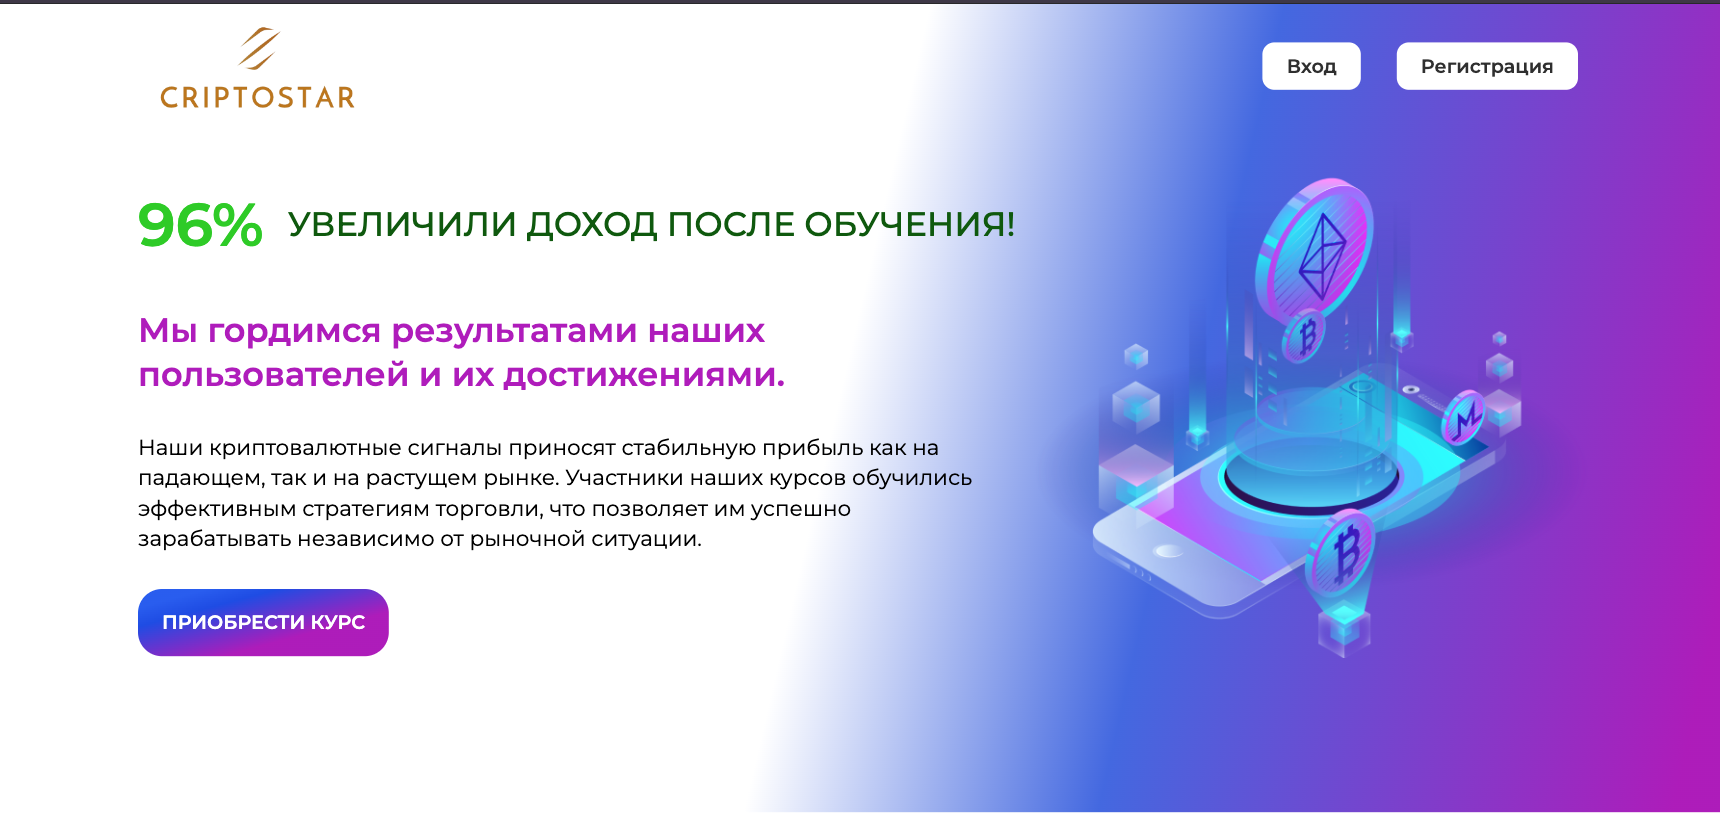 CRIPTOSTAR
Вход
Регистрация
96% УВЕЛИЧИЛИ ДОХОД ПОСЛЕ ОБУЧЕНИЯ!
Мы гордимся результатами наших
пользователей и их достижениями.
Наши криптовалютные сигналы приносят стабильную прибыль как на
падающем, так и на растущем рынке. Участники наших курсов обучились
эффективным стратегиям торговли, что позволяет им успешно
зарабатывать независимо от рыночной ситуации.
ПРИОБРЕСТИ КУРС